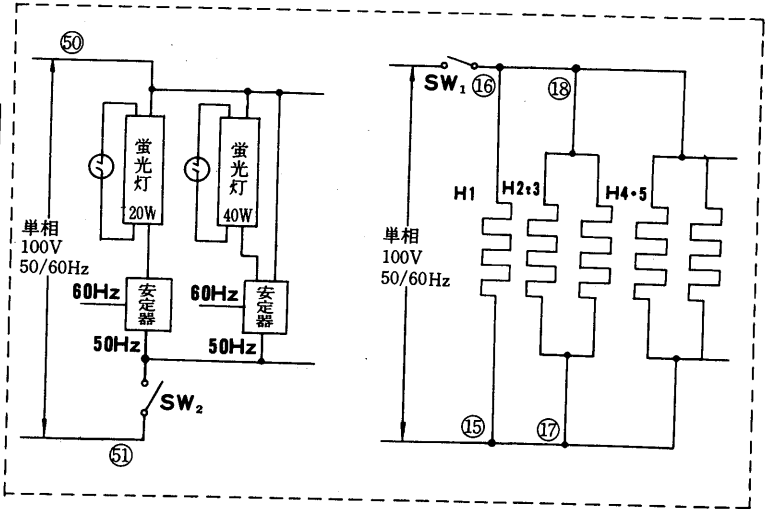 ㊿
蛍光灯
20W
蛍光灯
40W
単相
100V
50/60Hz
60Hz
安定器
50Hz
60Hz
安定器
50Hz
SW₂
51
SW₁
⑯
⑱
H1
H2:3
H4・5
単相
100V
50/60Hz
⑮
⑰